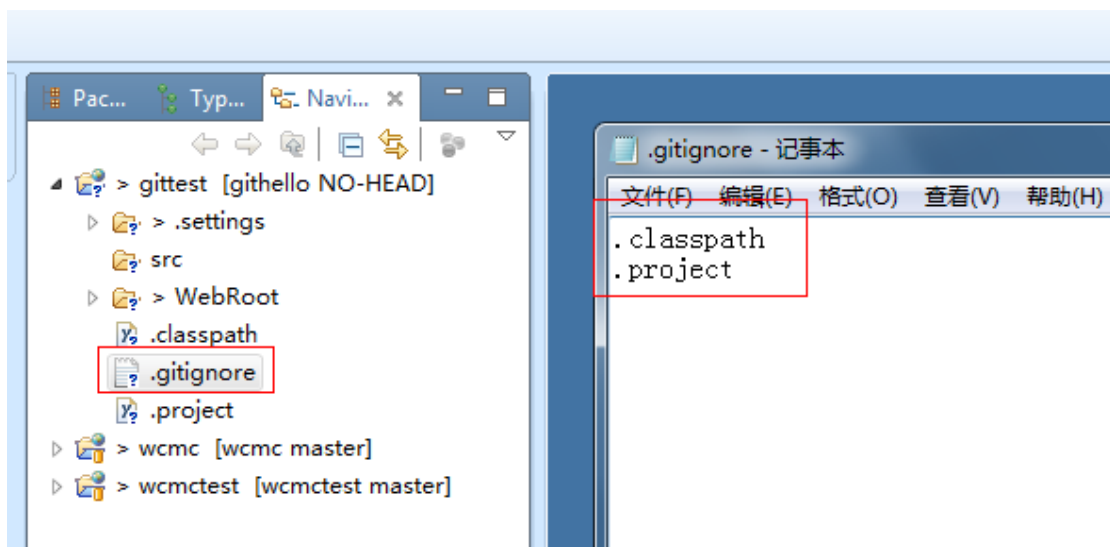 Pac... Typ... Navi...
> gittest [githello NO-HEAD]
> .settings
src
> WebRoot
.classpath
.gitignore
.project
> wcmc [wcmc master]
> wcmctest [wcmctest master]
.gitignore - 记事本
文件(F) 编辑(E) 格式(O) 查看(V) 帮助(H)
.classpath
.project